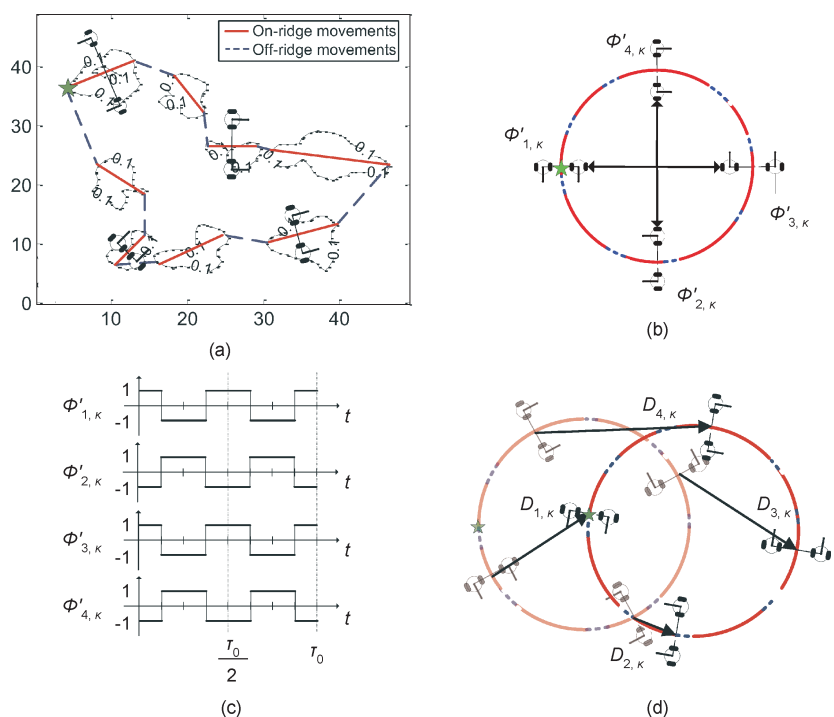 On-ridge movements
Off-ridge movements
40
30
20
10
0
0.1
0.1
0.1
0.1
0.1
0.1
0.1
0.1
0.1
0.1
10 20 30 40
(a)
Φ′4, κ
Φ′1, κ
Φ′3, κ
Φ′2, κ
(b)
1
Φ′1, κ
-1
t
1
Φ′2, κ
-1
t
1
Φ′3, κ
-1
t
1
Φ′4, κ
-1
t
τ0
2
τ0
(c)
D4, κ
D1, κ
D3, κ
D2, κ
(d)